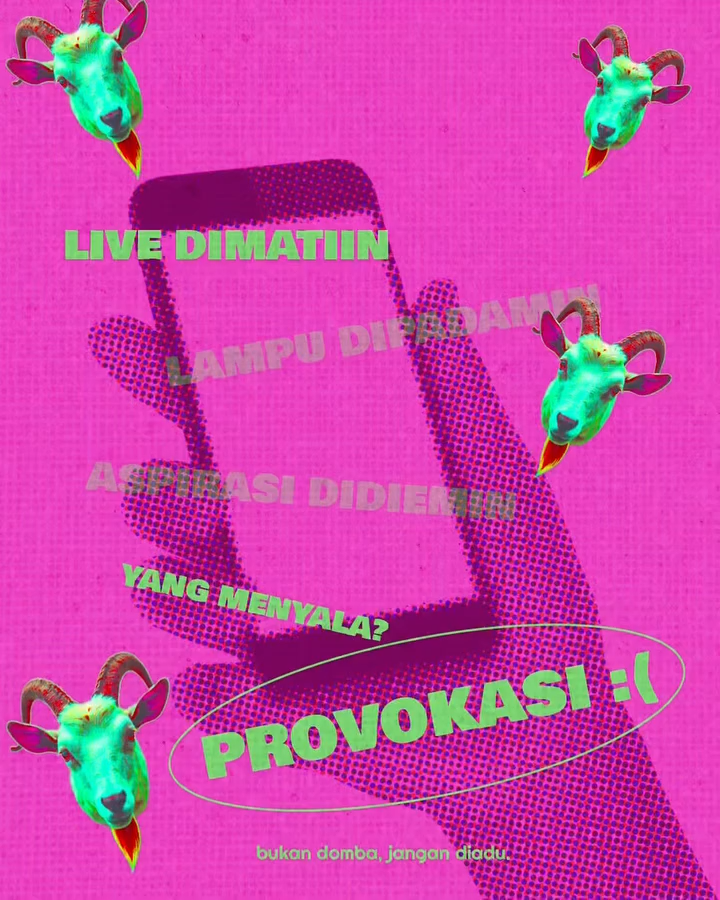 LIVE DIMATIIN
LAMPU DIPADAMIN
ASPIRASI DIDIEMIN
YANG MENYALA?
PROVOKASI :(
bukan domba, jangan diadu.